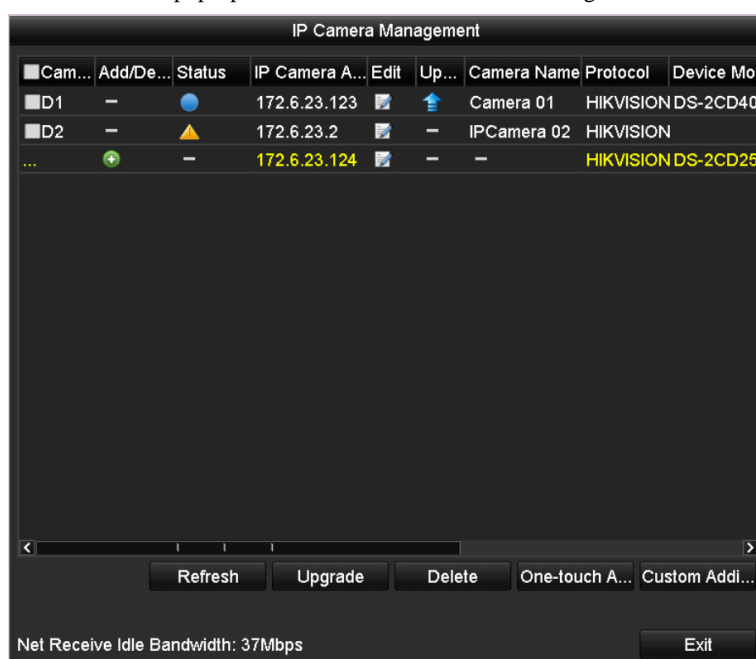 IP Camera Management
Cam... Add/De... Status IP Camera A... Edit Up... Camera Name Protocol Device Mo
D1 – 172.6.23.123 Camera 01 HIKVISION DS-2CD40
D2 – 172.6.23.2 – IPCamera 02 HIKVISION
... – 172.6.23.124 – – HIKVISION DS-2CD25
Refresh Upgrade Delete One-touch A... Custom Addi...
Net Receive Idle Bandwidth: 37Mbps Exit